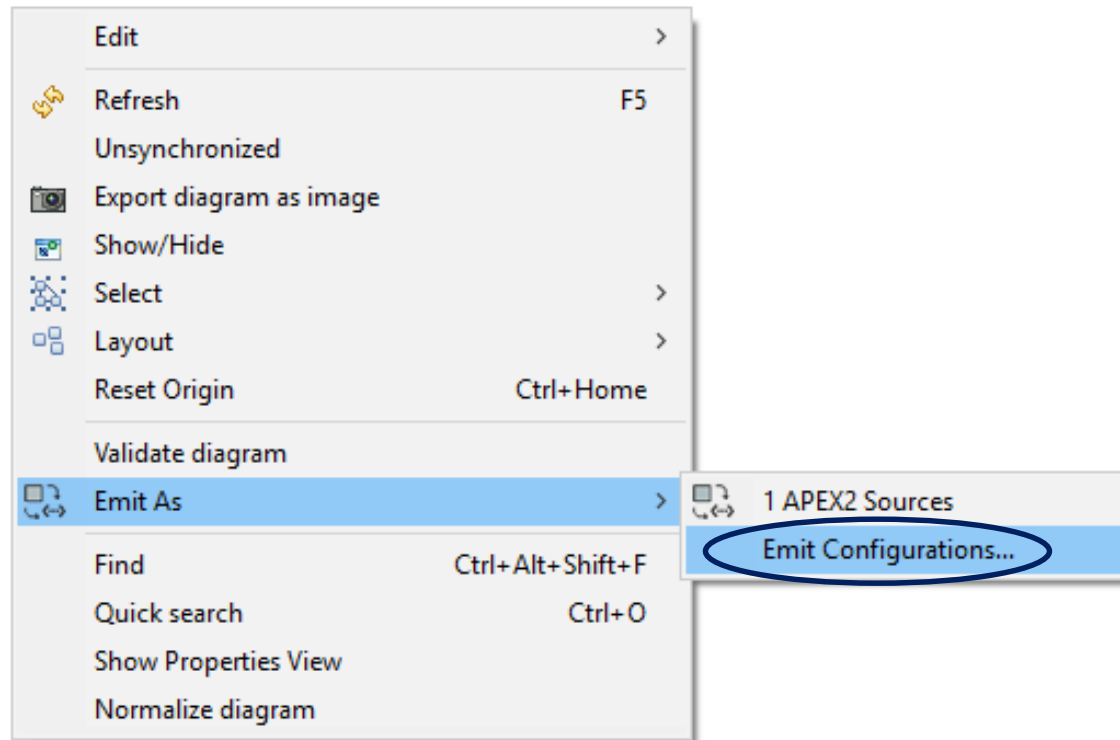 Edit
Refresh F5
Unsynchronized
Export diagram as image
Show/Hide
Select
Layout
Reset Origin Ctrl+Home
Validate diagram
Emit As 1 APEX2 Sources
Emit Configurations...
Find Ctrl+Alt+Shift+F
Quick search Ctrl+O
Show Properties View
Normalize diagram